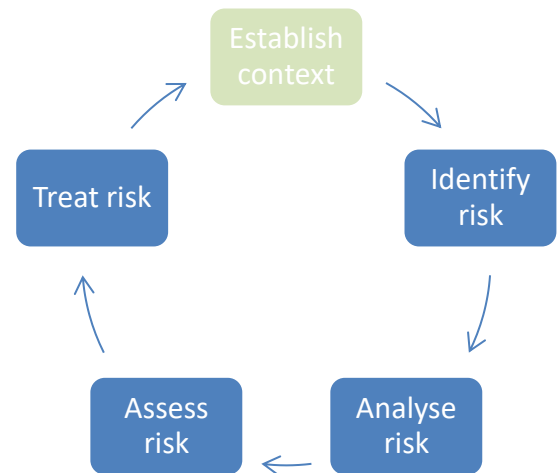 Establish
context
Identify
risk
Analyse
risk
Assess
risk
Treat risk